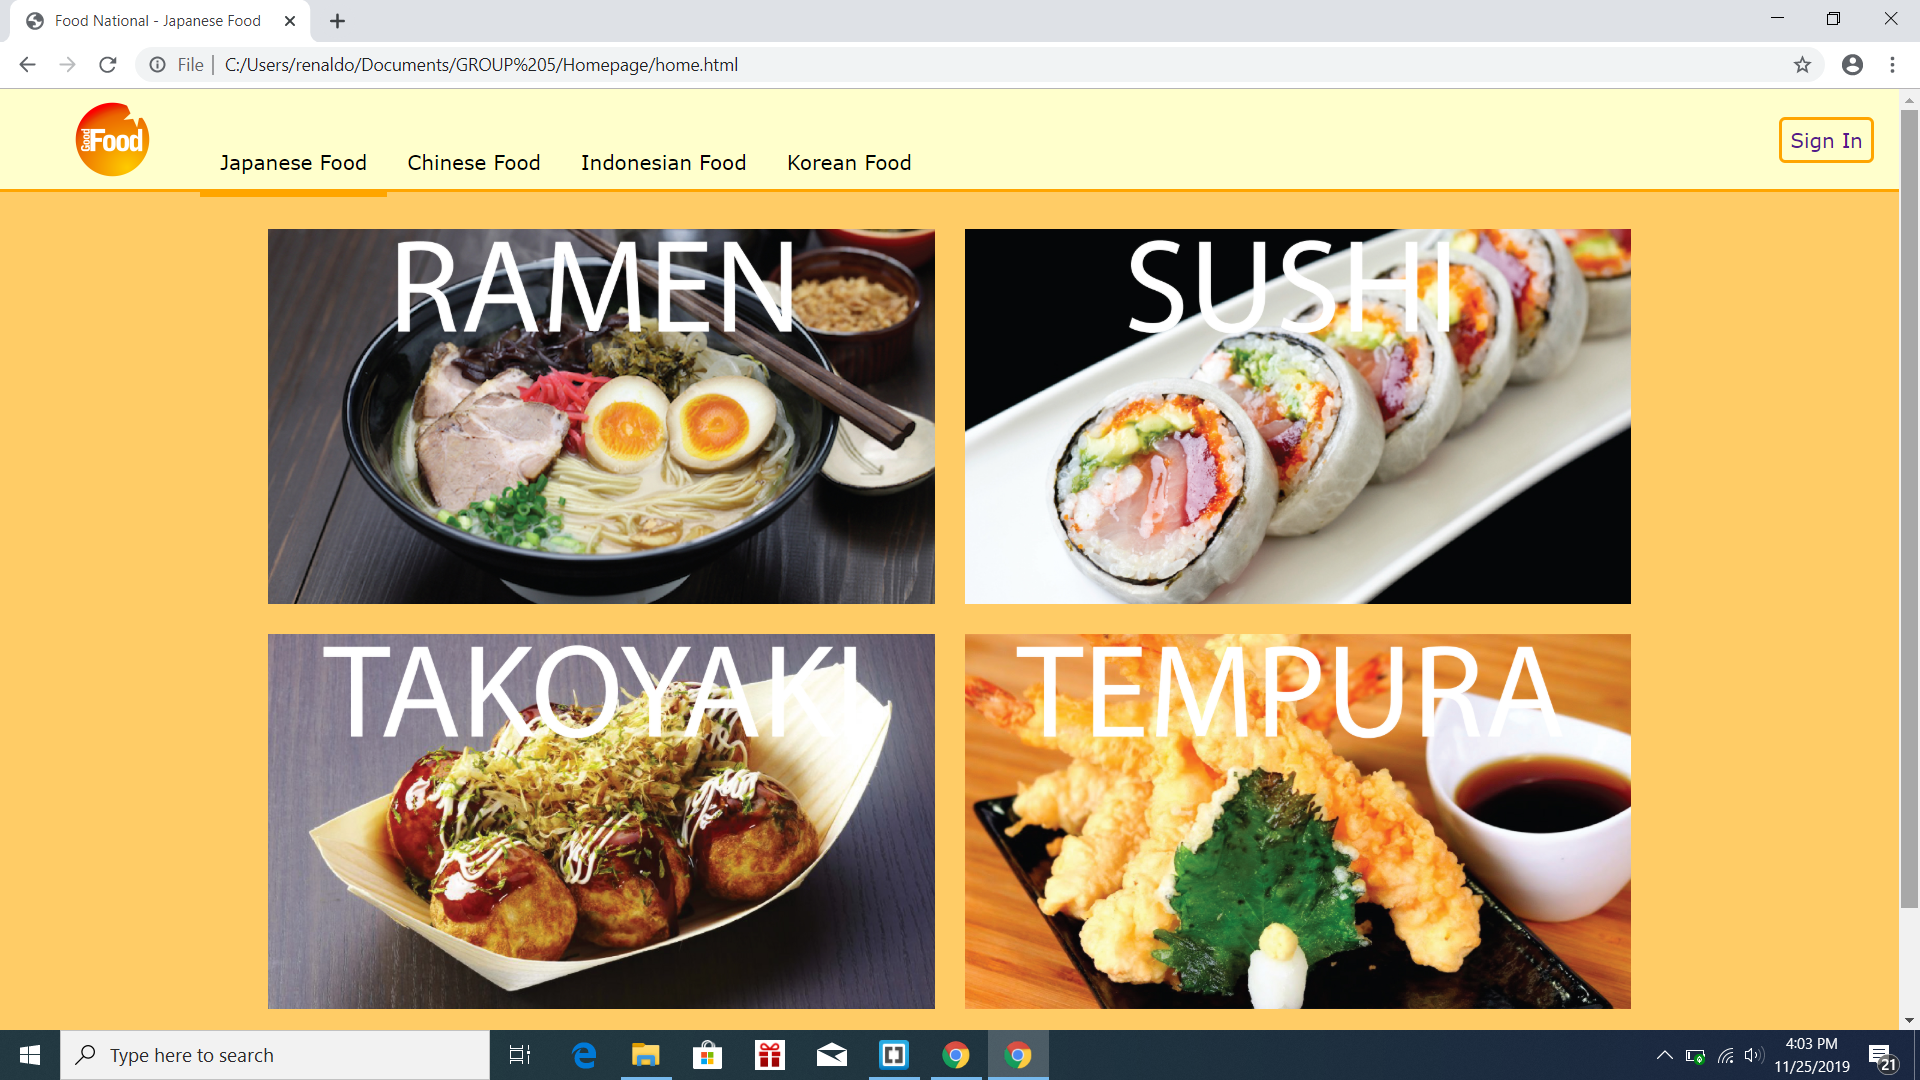 Food National - Japanese Food
File
C:/Users/renaldo/Documents/GROUP%205/Homepage/home.html
Good
Food
Japanese Food
Chinese Food
Indonesian Food
Korean Food
Sign In
RAMEN
SUSHI
TAKOYAKI
TEMPURA
Type here to search
4:03 PM
11/25/2019
21